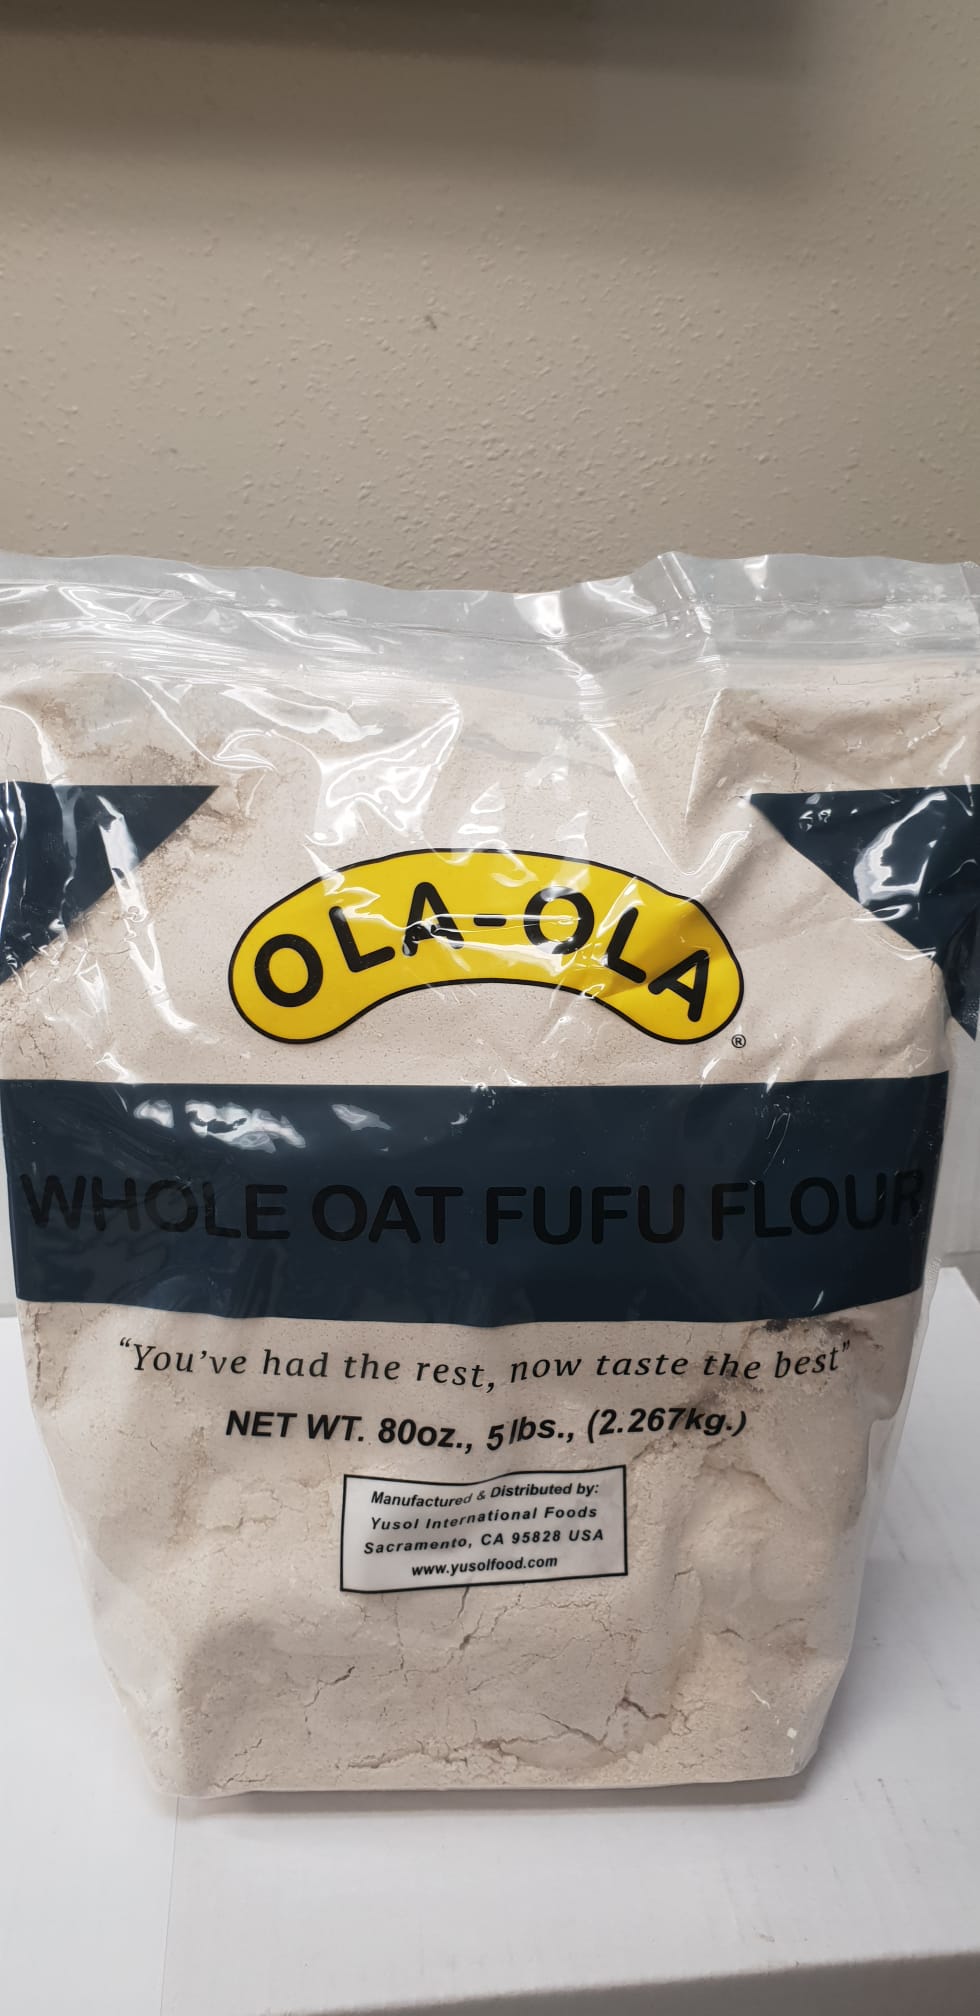 OLA-OLA
®
WHOLE OAT FUFU FLOUR
“You’ve had the rest, now taste the best”
NET WT. 80oz., 5lbs., (2.267kg.)
Manufactured & Distributed by:
Yusol International Foods
Sacramento, CA 95828 USA
www.yusolfood.com